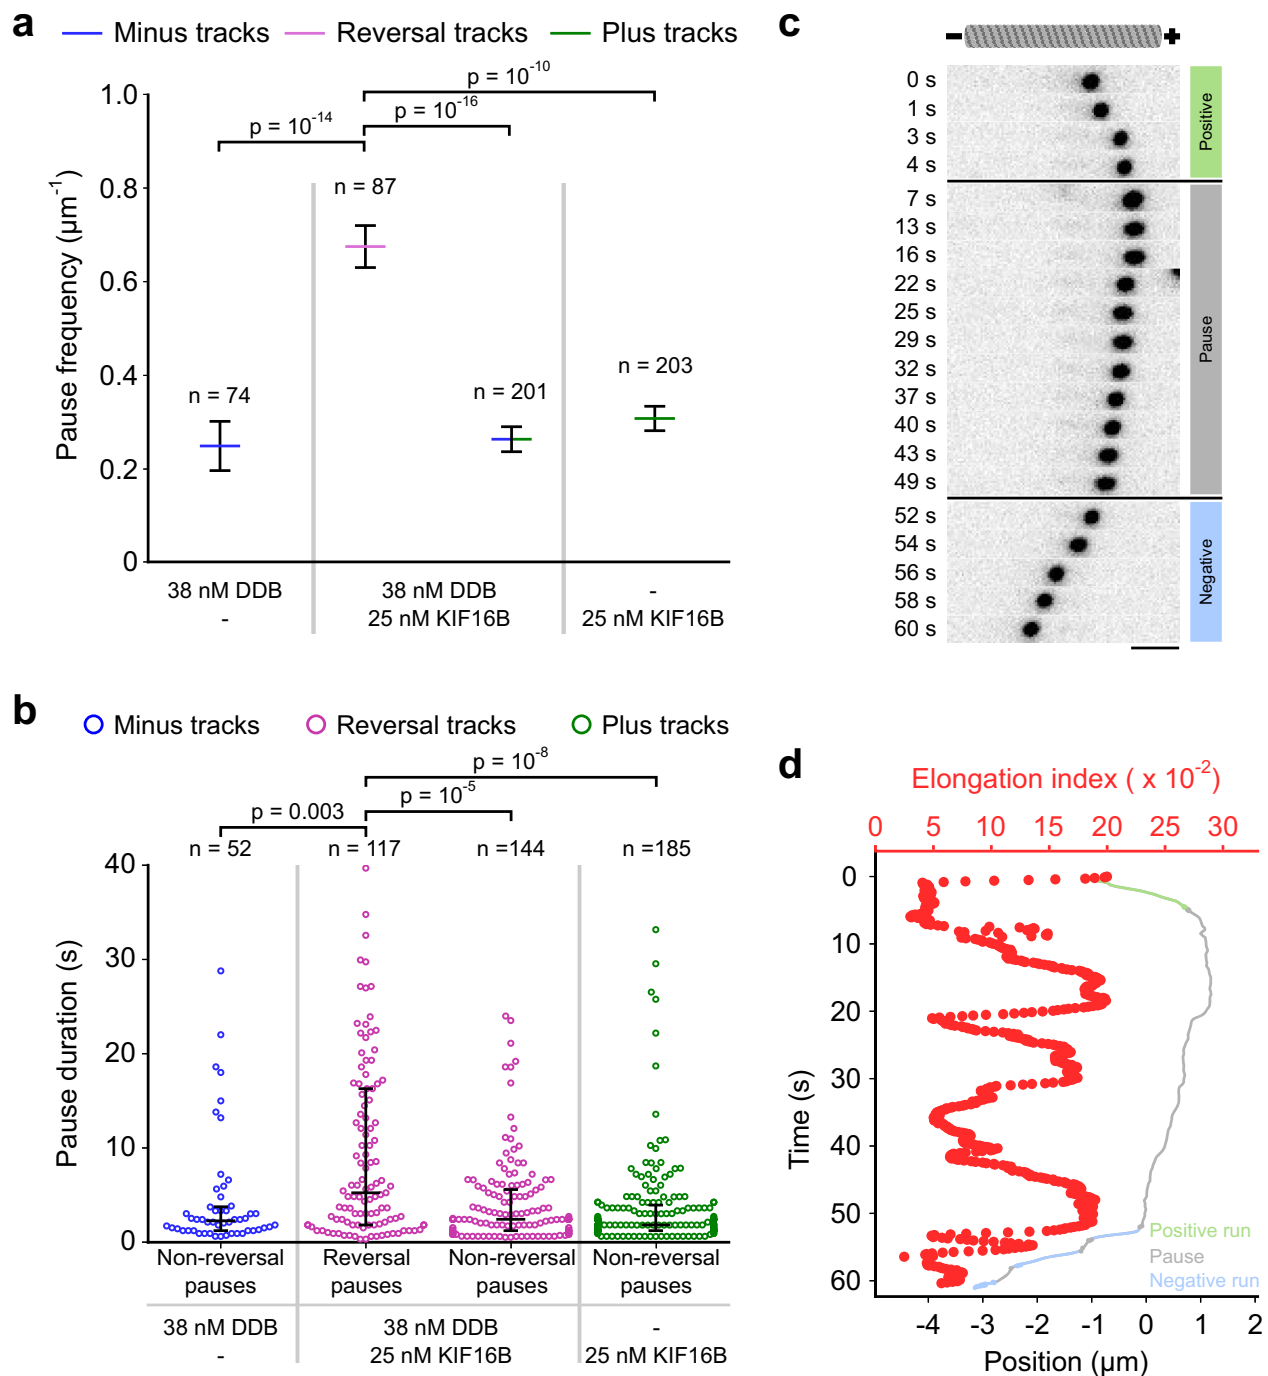 a
Minus tracks
Reversal tracks
Plus tracks
p = 10-10
p = 10-16
p = 10-14
Pause frequency (µm-1)
1.0
0.8
0.6
0.4
0.2
0
n = 74
n = 87
n = 201
n = 203
38 nM DDB
-
38 nM DDB
25 nM KIF16B
-
25 nM KIF16B
b
Minus tracks
Reversal tracks
Plus tracks
p = 10-8
p = 10-5
p = 0.003
n = 52
n = 117
n =144
n =185
Pause duration (s)
40
30
20
10
0
Non-reversal
pauses
Reversal
pauses
Non-reversal
pauses
Non-reversal
pauses
38 nM DDB
-
38 nM DDB
25 nM KIF16B
-
25 nM KIF16B
c
- +
0 s
1 s
3 s
4 s
7 s
13 s
16 s
22 s
25 s
29 s
32 s
37 s
40 s
43 s
49 s
52 s
54 s
56 s
58 s
60 s
Positive
Pause
Negative
d
Elongation index ( x 10-2)
0 5 10 15 20 25 30
Time (s)
0
10
20
30
40
50
60
Positive run
Pause
Negative run
-4 -3 -2 -1 0 1 2
Position (µm)